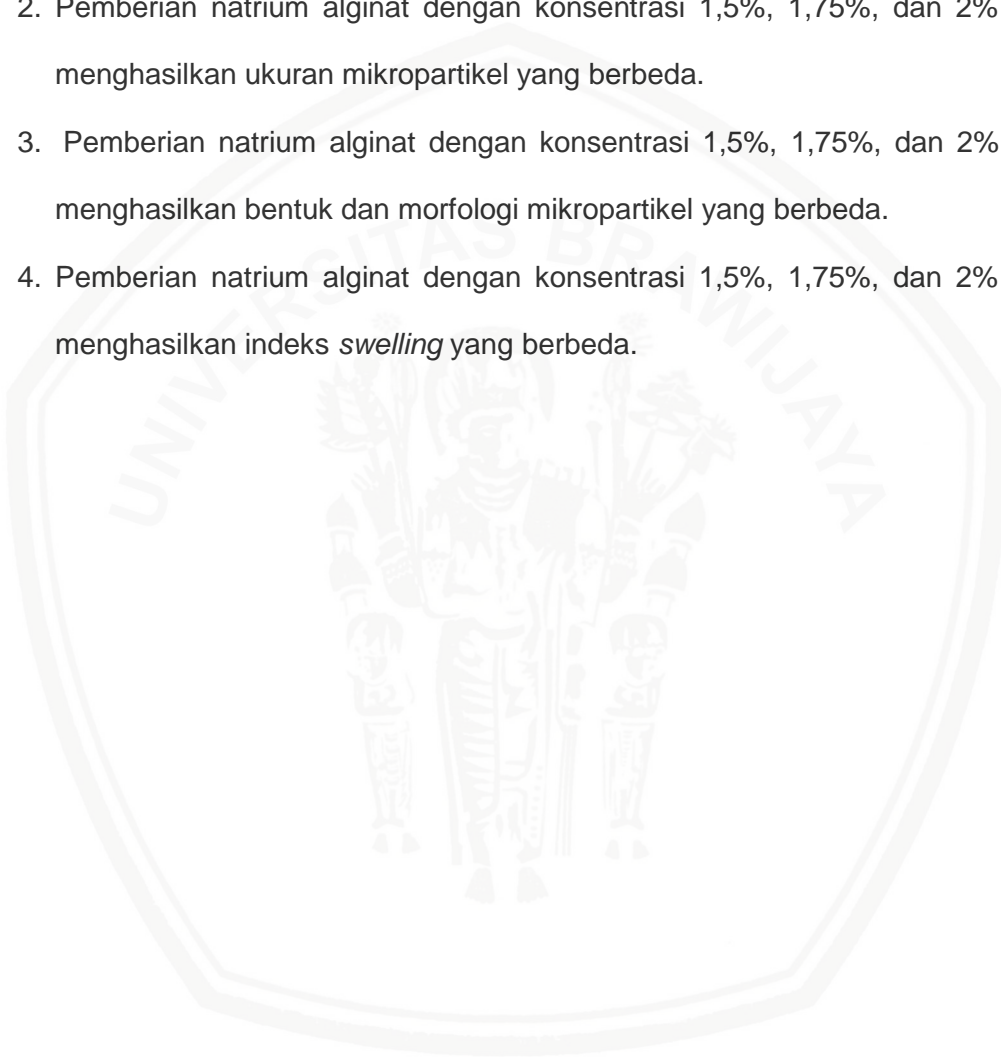 2. Pemberian natrium alginat dengan konsentrasi 1,5%, 1,75%, dan 2%
menghasilkan ukuran mikropartikel yang berbeda.
3. Pemberian natrium alginat dengan konsentrasi 1,5%, 1,75%, dan 2%
menghasilkan bentuk dan morfologi mikropartikel yang berbeda.
4. Pemberian natrium alginat dengan konsentrasi 1,5%, 1,75%, dan 2%
menghasilkan indeks swelling yang berbeda.
UNIVERSITAS BRAWIJAYA